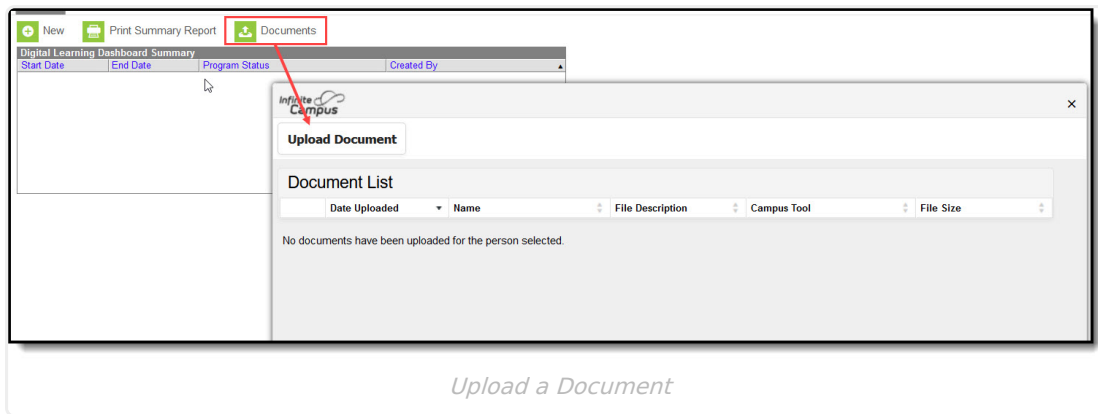 New Print Summary Report Documents
Digital Learning Dashboard Summary
Start Date End Date Program Status Created By
Infinite
Campus
×
Upload Document
Document List
Date Uploaded Name File Description Campus Tool File Size
No documents have been uploaded for the person selected.
Upload a Document